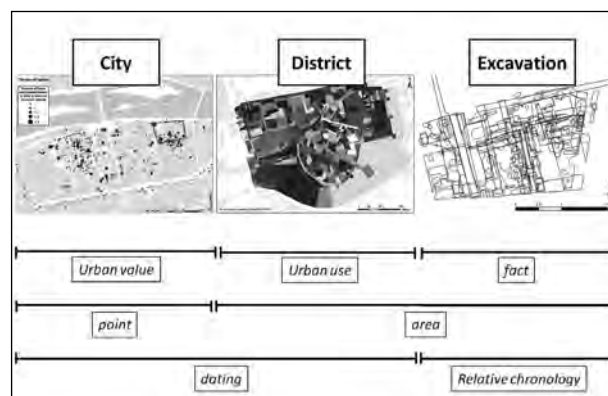 City
District
Excavation
Urban value
Urban use
fact
point
area
dating
Relative chronology